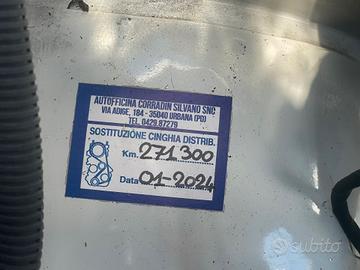 AUTOFFICINA CORRADIN SILVANO SNC
VIA ADIGE, 184 - 35040 URBANA (PD)
TEL. 0429.87279
SOSTITUZIONE CINGHIA DISTRIB.
Km. 271300
Data 01-2024
subito